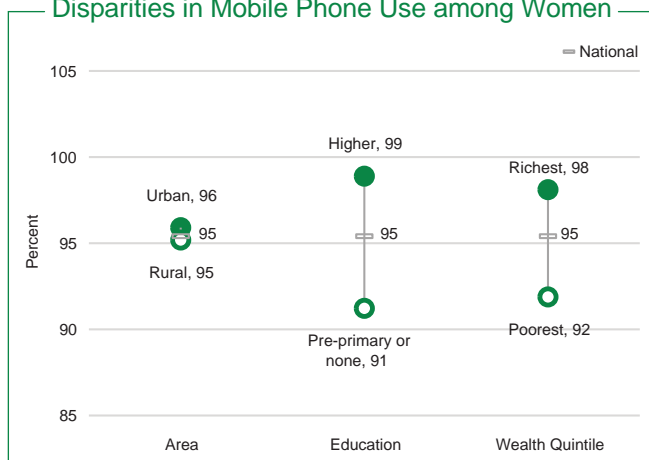 Disparities in Mobile Phone Use among Women
National
105
100
95
90
85
Percent
Urban, 96
95
Rural, 95
Higher, 99
95
Pre-primary or
none, 91
Richest, 98
95
Poorest, 92
Area
Education
Wealth Quintile